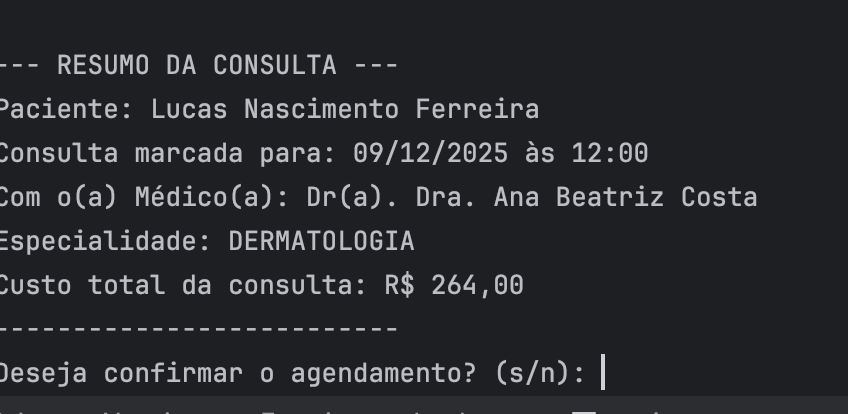 --- RESUMO DA CONSULTA ---
Paciente: Lucas Nascimento Ferreira
Consulta marcada para: 09/12/2025 às 12:00
Com o(a) Médico(a): Dr(a). Dra. Ana Beatriz Costa
Especialidade: DERMATOLOGIA
Custo total da consulta: R$ 264,00
--------------------------
Deseja confirmar o agendamento? (s/n):